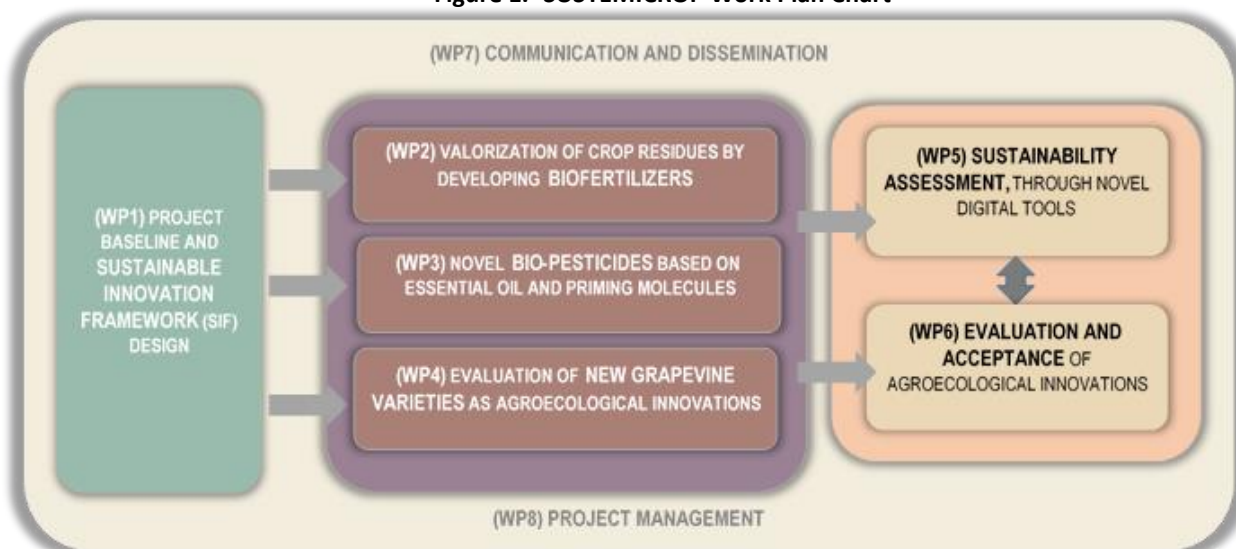 Figure SUSTEMICROP Work Plan Chart
(WP7) COMMUNICATION AND DISSEMINATION
(WP1) PROJECT
BASELINE AND
SUSTAINABLE
INNOVATION
FRAMEWORK (SIF)
DESIGN
(WP2) VALORIZATION OF CROP RESIDUES BY
DEVELOPING BIOFERTILIZERS
(WP3) NOVEL BIO-PESTICIDES BASED ON
ESSENTIAL OIL AND PRIMING MOLECULES
(WP4) EVALUATION OF NEW GRAPEVINE
VARIETIES AS AGROECOLOGICAL INNOVATIONS
(WP5) SUSTAINABILITY
ASSESSMENT, THROUGH NOVEL
DIGITAL TOOLS
(WP6) EVALUATION AND
ACCEPTANCE OF
AGROECOLOGICAL INNOVATIONS
(WP8) PROJECT MANAGEMENT